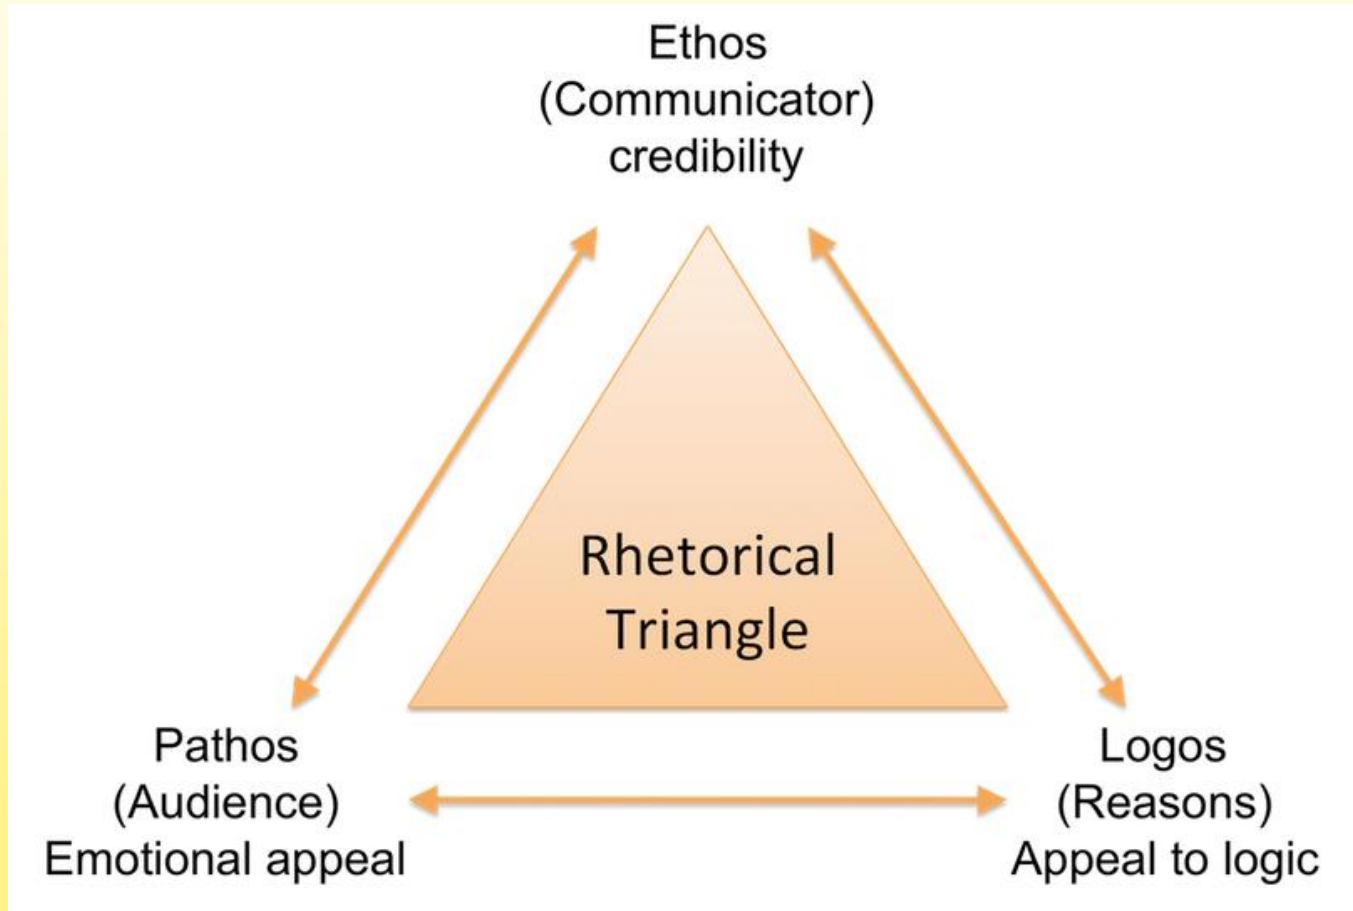 Ethos
(Communicator)
credibility
Rhetorical
Triangle
Pathos
(Audience)
Emotional appeal
Logos
(Reasons)
Appeal to logic